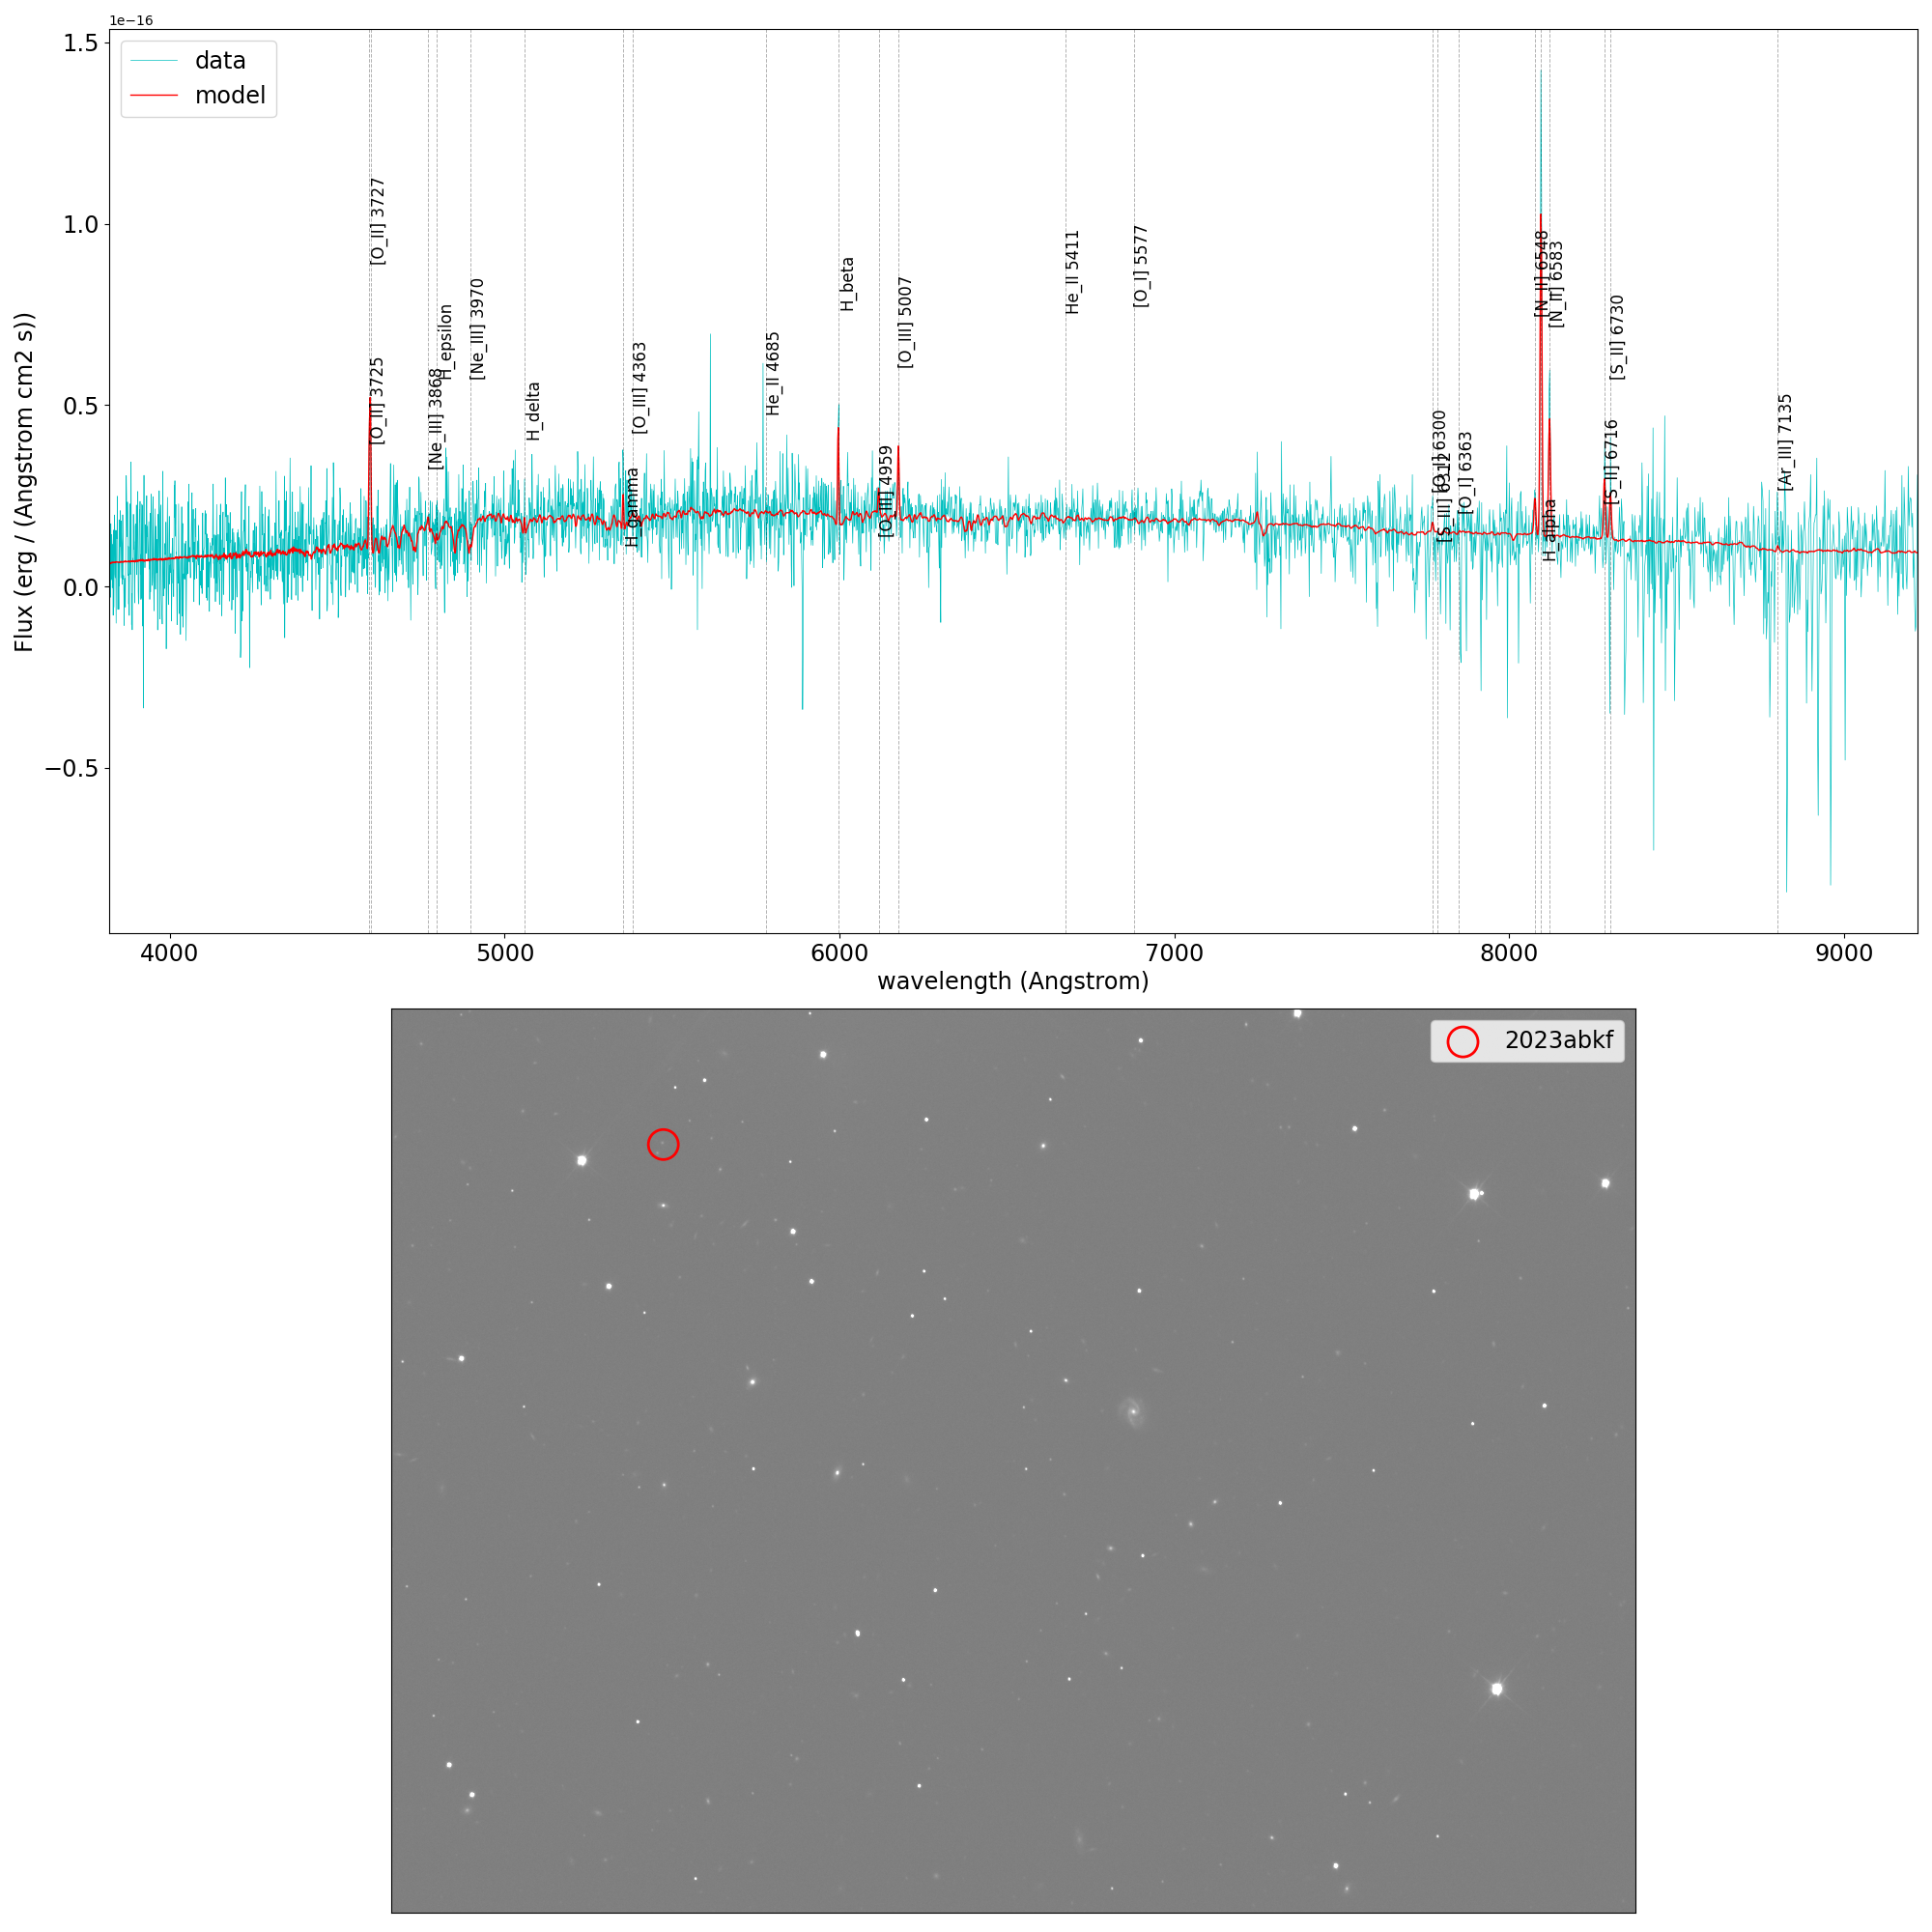 1e−16
data
model
1.5
1.0
0.5
0.0
−0.5
Flux (erg / (Angstrom cm2 s))
[O_II] 3725
[O_II] 3727
[Ne_III] 3868
H_epsilon
[Ne_III] 3970
H_delta
H_gamma
[O_III] 4363
He_II 4685
H_beta
[O_III] 4959
[O_III] 5007
He_II 5411
[O_I] 5577
[O_I] 6300
[S_III] 6312
[O_I] 6363
[N_II] 6548
H_alpha
[N_II] 6583
[S_II] 6716
[S_II] 6730
[Ar_III] 7135
4000 5000 6000 7000 8000 9000
wavelength (Angstrom)
2023abkf